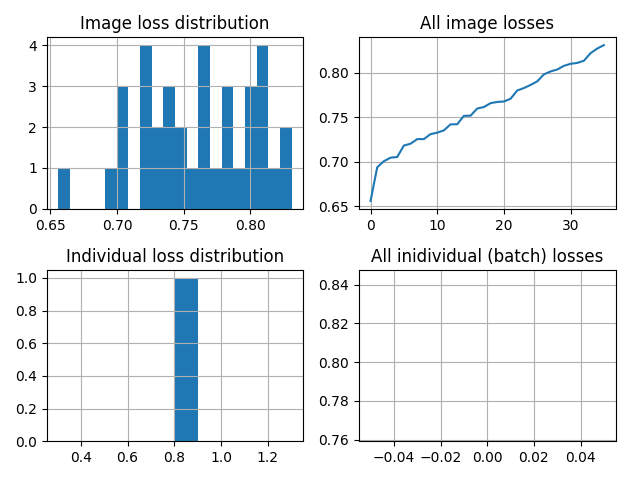 Image loss distribution
4
3
2
1
0
0.65 0.70 0.75 0.80
All image losses
0.80
0.75
0.70
0.65
0 10 20 30
Individual loss distribution
1.0
0.8
0.6
0.4
0.2
0.0
0.4 0.6 0.8 1.0 1.2
All inidividual (batch) losses
0.84
0.82
0.80
0.78
0.76
−0.04 −0.02 0.00 0.02 0.04